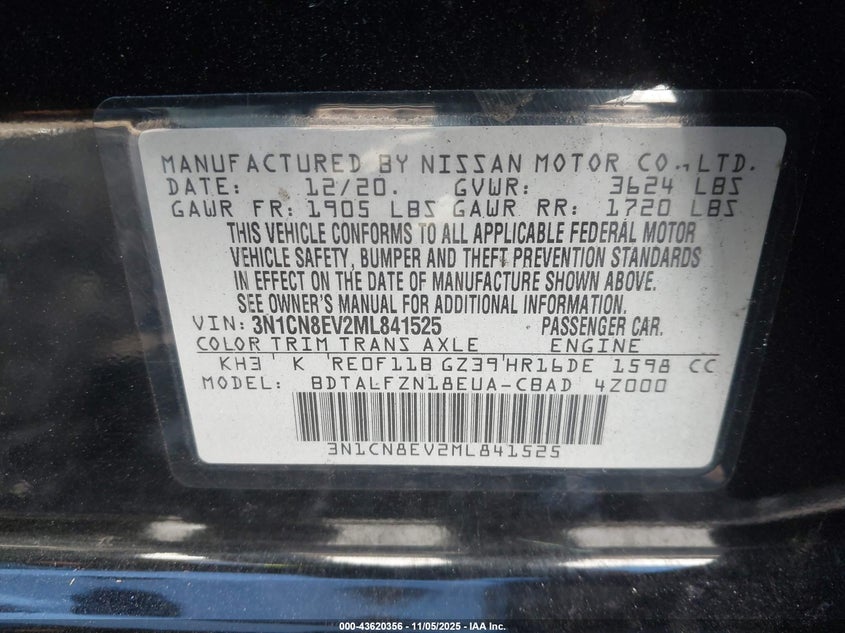 MANUFACTURED BY NISSAN MOTOR CO., LTD.
DATE: 12/20. GVWR: 3624 LBS
GAWR FR: 1905 LBS GAWR RR: 1720 LBS
THIS VEHICLE CONFORMS TO ALL APPLICABLE FEDERAL MOTOR
VEHICLE SAFETY, BUMPER AND THEFT PREVENTION STANDARDS
IN EFFECT ON THE DATE OF MANUFACTURE SHOWN ABOVE.
SEE OWNER'S MANUAL FOR ADDITIONAL INFORMATION.
VIN: 3N1CN8EV2ML841525 PASSENGER CAR.
COLOR TRIM TRANS AXLE ENGINE
KH3 K RE0F11B GZ39 HR16DE 1598 CC
MODEL: BDTALFZN18EUA-CBAD 4Z000
3N1CN8EV2ML841525
000-43620356 - 11/05/2025 - IAA Inc.